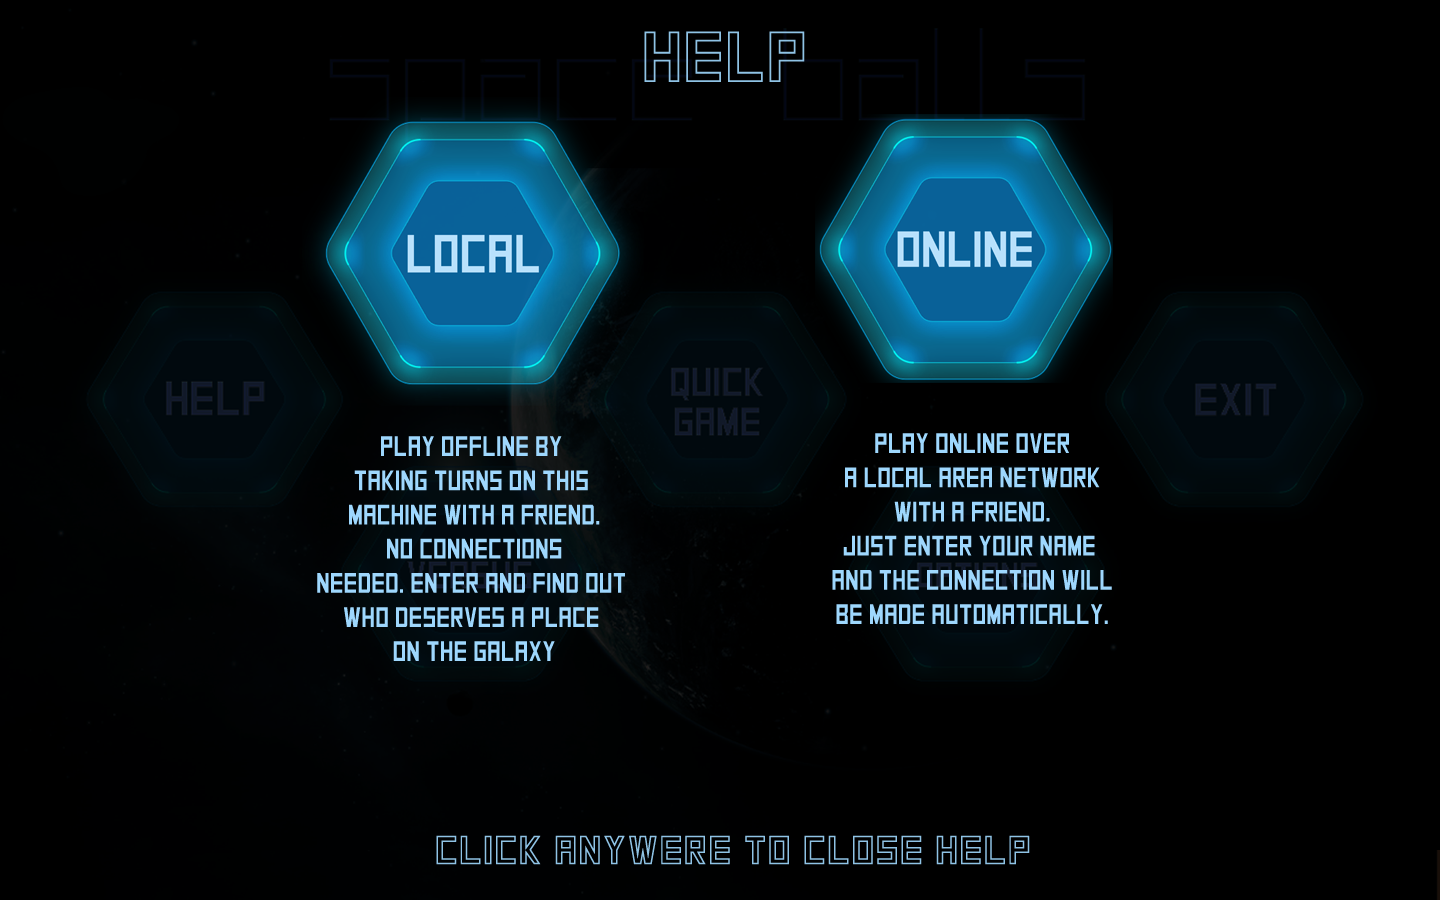 HELP
space balls
LOCAL
ONLINE
HELP
QUICK
GAME
EXIT
PLAY OFFLINE BY
TAKING TURNS ON THIS
MACHINE WITH A FRIEND.
NO CONNECTIONS
NEEDED. ENTER AND FIND OUT
WHO DESERVES A PLACE
ON THE GALAXY
PLAY ONLINE OVER
A LOCAL AREA NETWORK
WITH A FRIEND.
JUST ENTER YOUR NAME
AND THE CONNECTION WILL
BE MADE AUTOMATICALLY.
CLICK ANYWERE TO CLOSE HELP